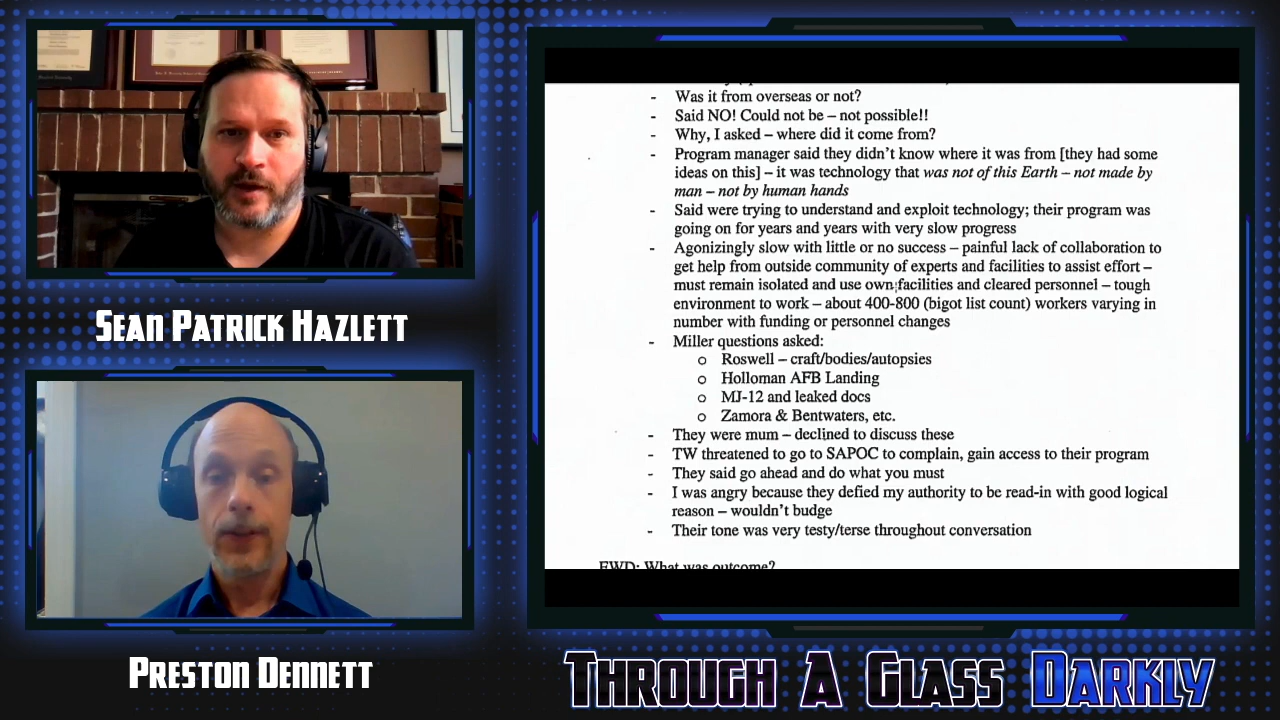 SEAN PATRICK HAZLETT
PRESTON DENNETT
- Was it from overseas or not?
- Said NO! Could not be – not possible!!
- Why, I asked – where did it come from?
- Program manager said they didn't know where it was from [they had some
ideas on this] – it was technology that was not of this Earth – not made by
man – not by human hands
- Said were trying to understand and exploit technology; their program was
going on for years and years with very slow progress
- Agonizingly slow with little or no success – painful lack of collaboration to
get help from outside community of experts and facilities to assist effort –
must remain isolated and use own facilities and cleared personnel – tough
environment to work – about 400-800 (bigot list count) workers varying in
number with funding or personnel changes
- Miller questions asked:
o Roswell – craft/bodies/autopsies
o Holloman AFB Landing
o MJ-12 and leaked docs
o Zamora & Bentwaters, etc.
- They were mum – declined to discuss these
- TW threatened to go to SAPOC to complain, gain access to their program
- They said go ahead and do what you must
- I was angry because they defied my authority to be read-in with good logical
reason – wouldn't budge
- Their tone was very testy/terse throughout conversation
EWD: What was outcome?
THROUGH A GLASS DARKLY